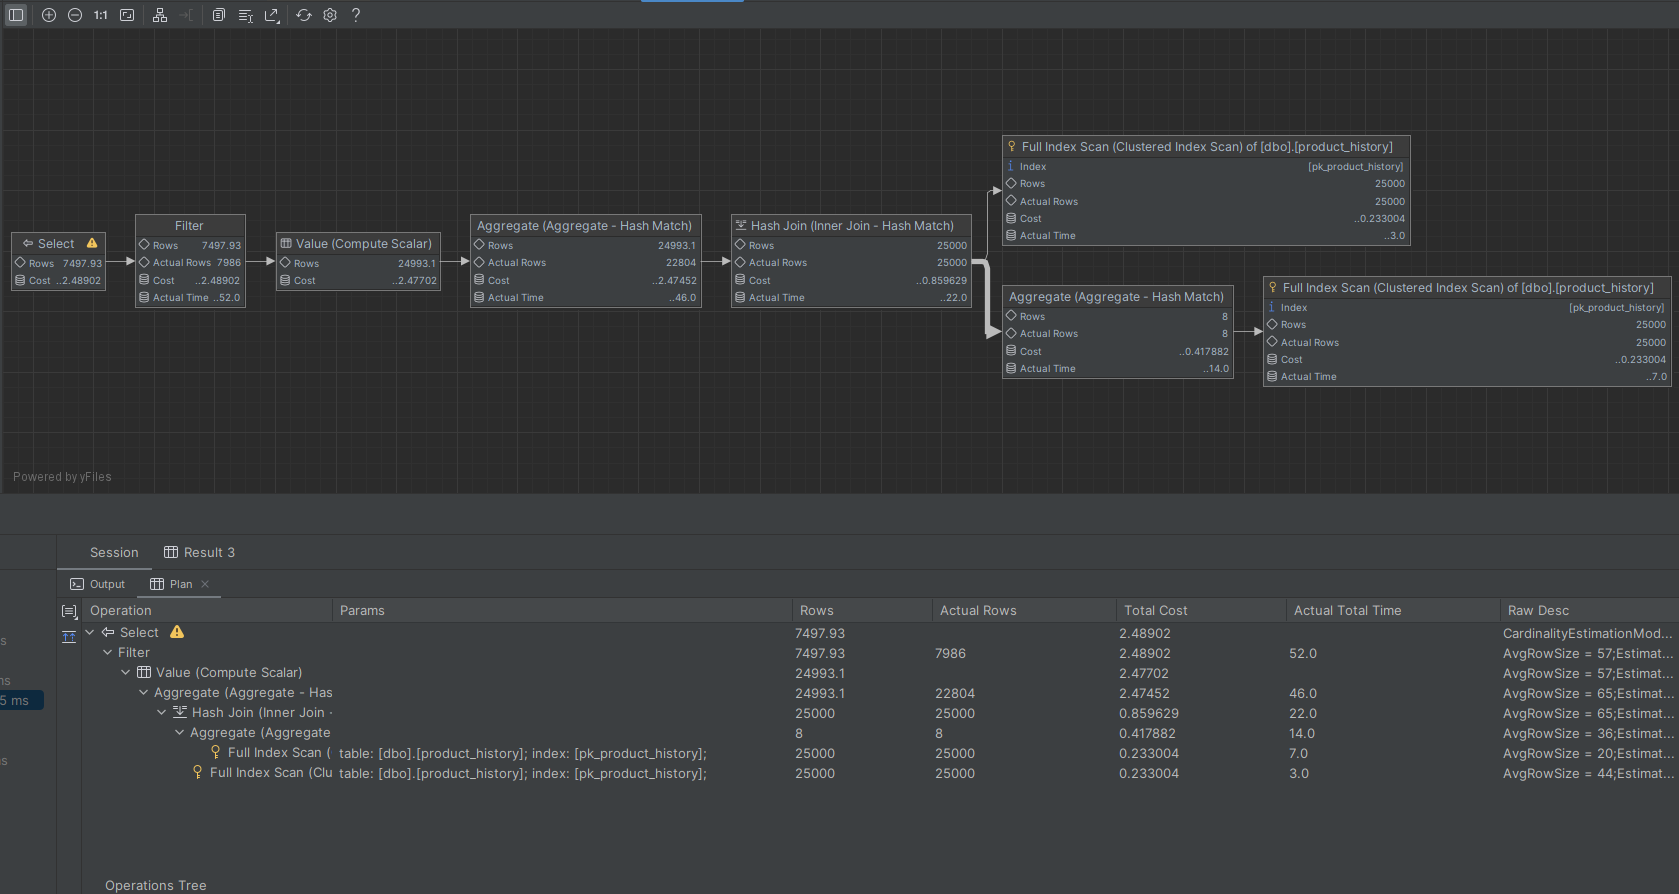 1:1
?
Full Index Scan (Clustered Index Scan) of [dbo].[product_history]
i Index [pk_product_history]
Rows 25000
Actual Rows 25000
Cost ..0.233004
Actual Time ..3.0
Select
Rows 7497.93
Cost ..2.48902
Filter
Rows 7497.93
Actual Rows 7986
Cost ..2.48902
Actual Time ..52.0
Value (Compute Scalar)
Rows 24993.1
Cost ..2.47702
Aggregate (Aggregate - Hash Match)
Rows 24993.1
Actual Rows 22804
Cost ..2.47452
Actual Time ..46.0
Hash Join (Inner Join - Hash Match)
Rows 25000
Actual Rows 25000
Cost ..0.859629
Actual Time ..22.0
Aggregate (Aggregate - Hash Match)
Rows 8
Actual Rows 8
Cost ..0.417882
Actual Time ..14.0
Full Index Scan (Clustered Index Scan) of [dbo].[product_history]
i Index [pk_product_history]
Rows 25000
Actual Rows 25000
Cost ..0.233004
Actual Time ..7.0
Powered by yFiles
Session Result 3
Output Plan
Operation Params Rows Actual Rows Total Cost Actual Total Time Raw Desc
Select 7497.93 2.48902 CardinalityEstimationMod...
s Filter 7497.93 7986 2.48902 52.0 AvgRowSize = 57;Estimat...
ns Value (Compute Scalar) 24993.1 2.47702 AvgRowSize = 57;Estimat...
5 ms Aggregate (Aggregate - Has 24993.1 22804 2.47452 46.0 AvgRowSize = 65;Estimat...
Hash Join (Inner Join - 25000 25000 0.859629 22.0 AvgRowSize = 65;Estimat...
Aggregate (Aggregate 8 8 0.417882 14.0 AvgRowSize = 36;Estimat...
s Full Index Scan ( table: [dbo].[product_history]; index: [pk_product_history]; 25000 25000 0.233004 7.0 AvgRowSize = 20;Estimat...
Full Index Scan (Clu table: [dbo].[product_history]; index: [pk_product_history]; 25000 25000 0.233004 3.0 AvgRowSize = 44;Estimat...
Operations Tree